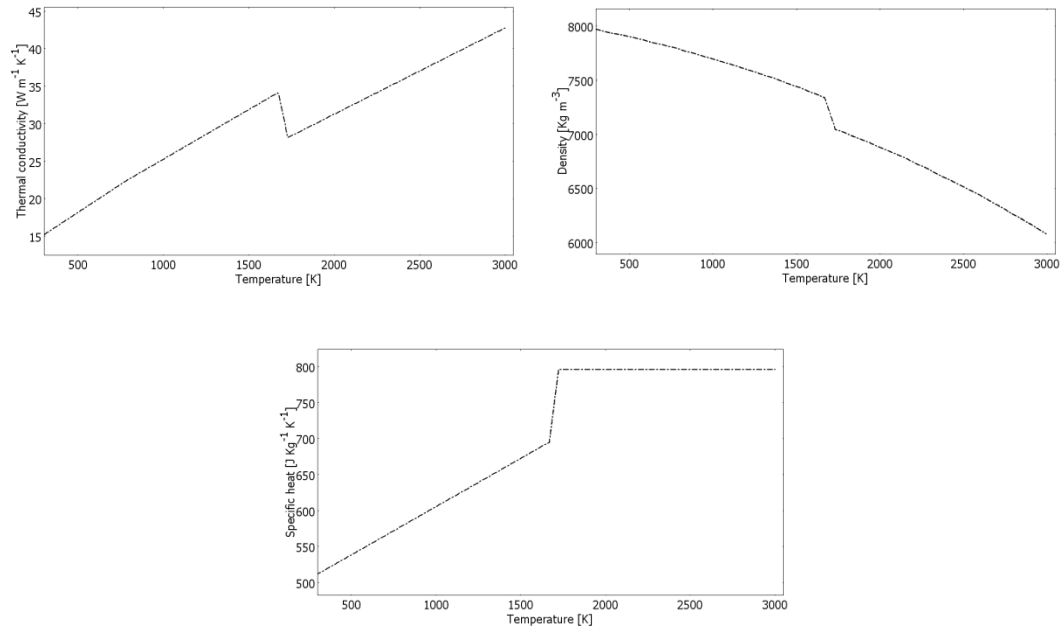 Thermal conductivity [W m⁻¹ K⁻¹]
45
40
35
30
25
20
15
500 1000 1500 2000 2500 3000
Temperature [K]
Density [Kg m⁻³]
8000
7500
7000
6500
6000
500 1000 1500 2000 2500 3000
Temperature [K]
Specific heat [J Kg⁻¹ K⁻¹]
800
750
700
650
600
550
500
500 1000 1500 2000 2500 3000
Temperature [K]